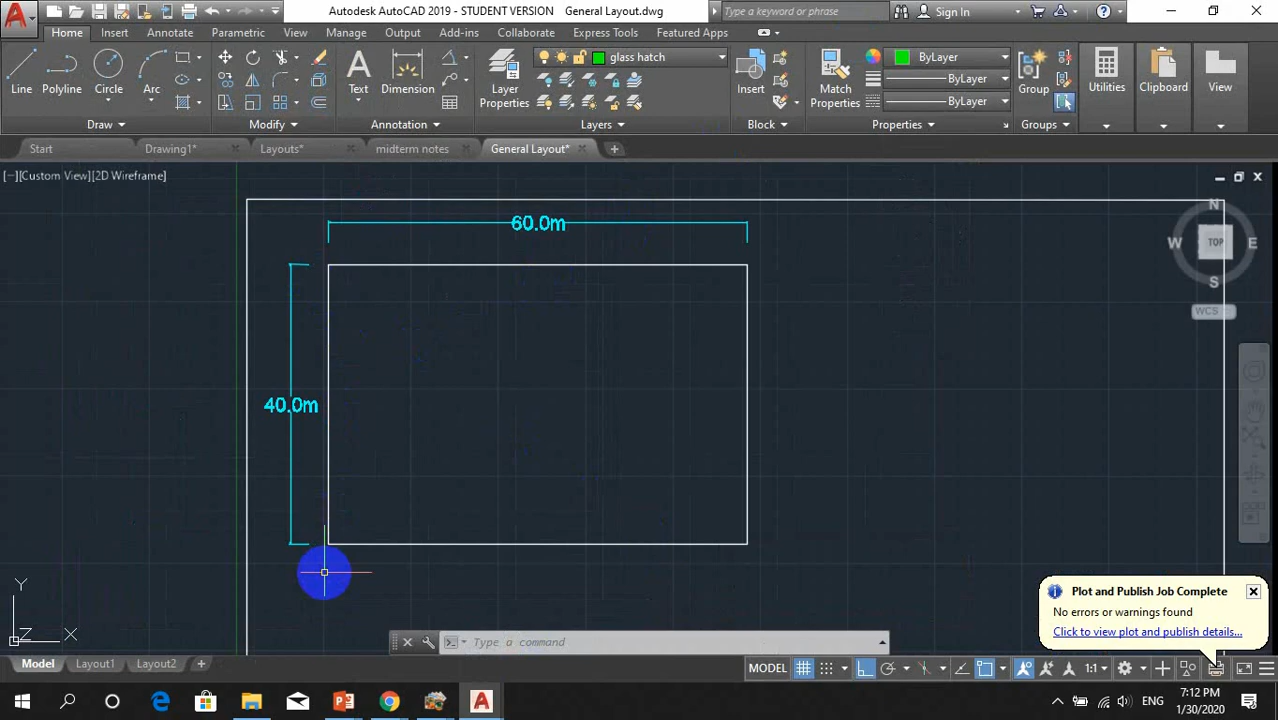 Autodesk AutoCAD 2019 - STUDENT VERSION General Layout.dwg
Type a keyword or phrase
Sign In
Home Insert Annotate Parametric View Manage Output Add-ins Collaborate Express Tools Featured Apps
Line Polyline Circle Arc
Draw
Modify
Text Dimension
Annotation
Layer
Properties
glass hatch
Layers
Insert
Block
Match
Properties
ByLayer
ByLayer
ByLayer
Properties
Group
Groups
Utilities
Clipboard
View
Start Drawing1* Layouts* midterm notes General Layout*
[−][Custom View][2D Wireframe]
60.0m
40.0m
N
W TOP E
S
WCS
Y
Z X
Plot and Publish Job Complete
No errors or warnings found
Click to view plot and publish details...
Type a command
Model Layout1 Layout2
MODEL 1:1
ENG
7:12 PM
1/30/2020